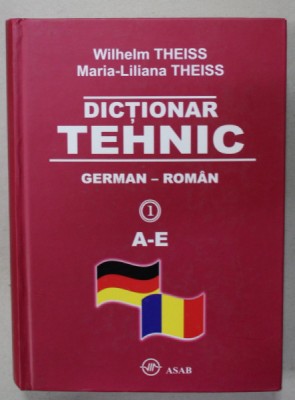 Wilhelm THEISS
Maria-Liliana THEISS
DICȚIONAR
TEHNIC
GERMAN – ROMÂN
1
A-E
ASAB